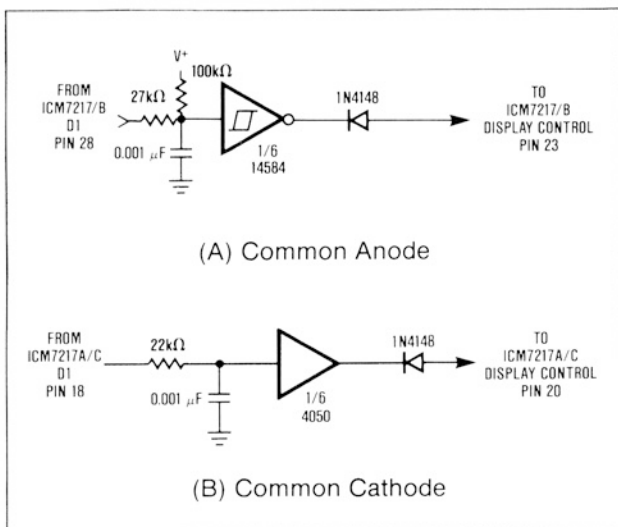 V+
100kΩ
FROM
ICM7217/B
D1
PIN 28
27kΩ
0.001 μF
1/6
14584
1N4148
TO
ICM7217/B
DISPLAY CONTROL
PIN 23
(A) Common Anode
FROM
ICM7217A/C
D1
PIN 18
22kΩ
0.001 μF
1/6
4050
1N4148
TO
ICM7217A/C
DISPLAY CONTROL
PIN 20
(B) Common Cathode